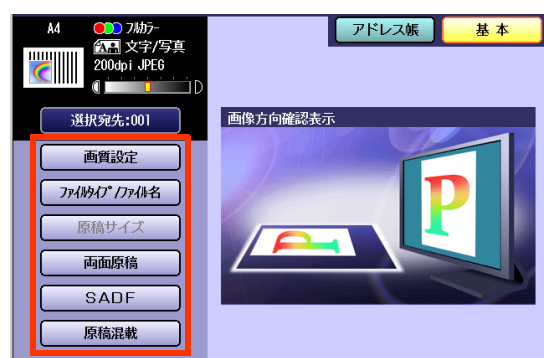 A4 フルカラー
文字/写真
200dpi JPEG
アドレス帳
基本
選択宛先:001
画像方向確認表示
画質設定
ファイルタイプ/ファイル名
原稿サイズ
両面原稿
SADF
原稿混載
P
P